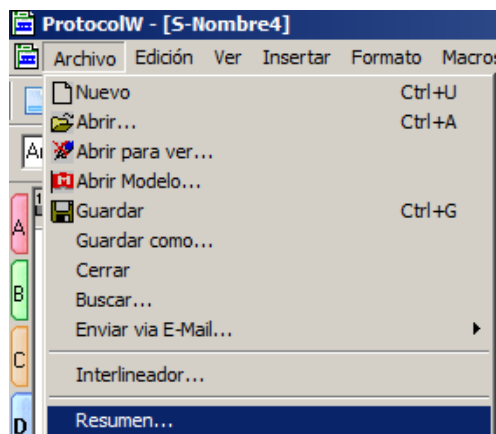 ProtocolW - [S-Nombre4]
Archivo Edición Ver Insertar Formato Macros
Nuevo Ctrl+U
Abrir... Ctrl+A
Abrir para ver...
Abrir Modelo...
Guardar Ctrl+G
Guardar como...
Cerrar
Buscar...
Enviar via E-Mail...
Interlineador...
Resumen...
A
B
C
D